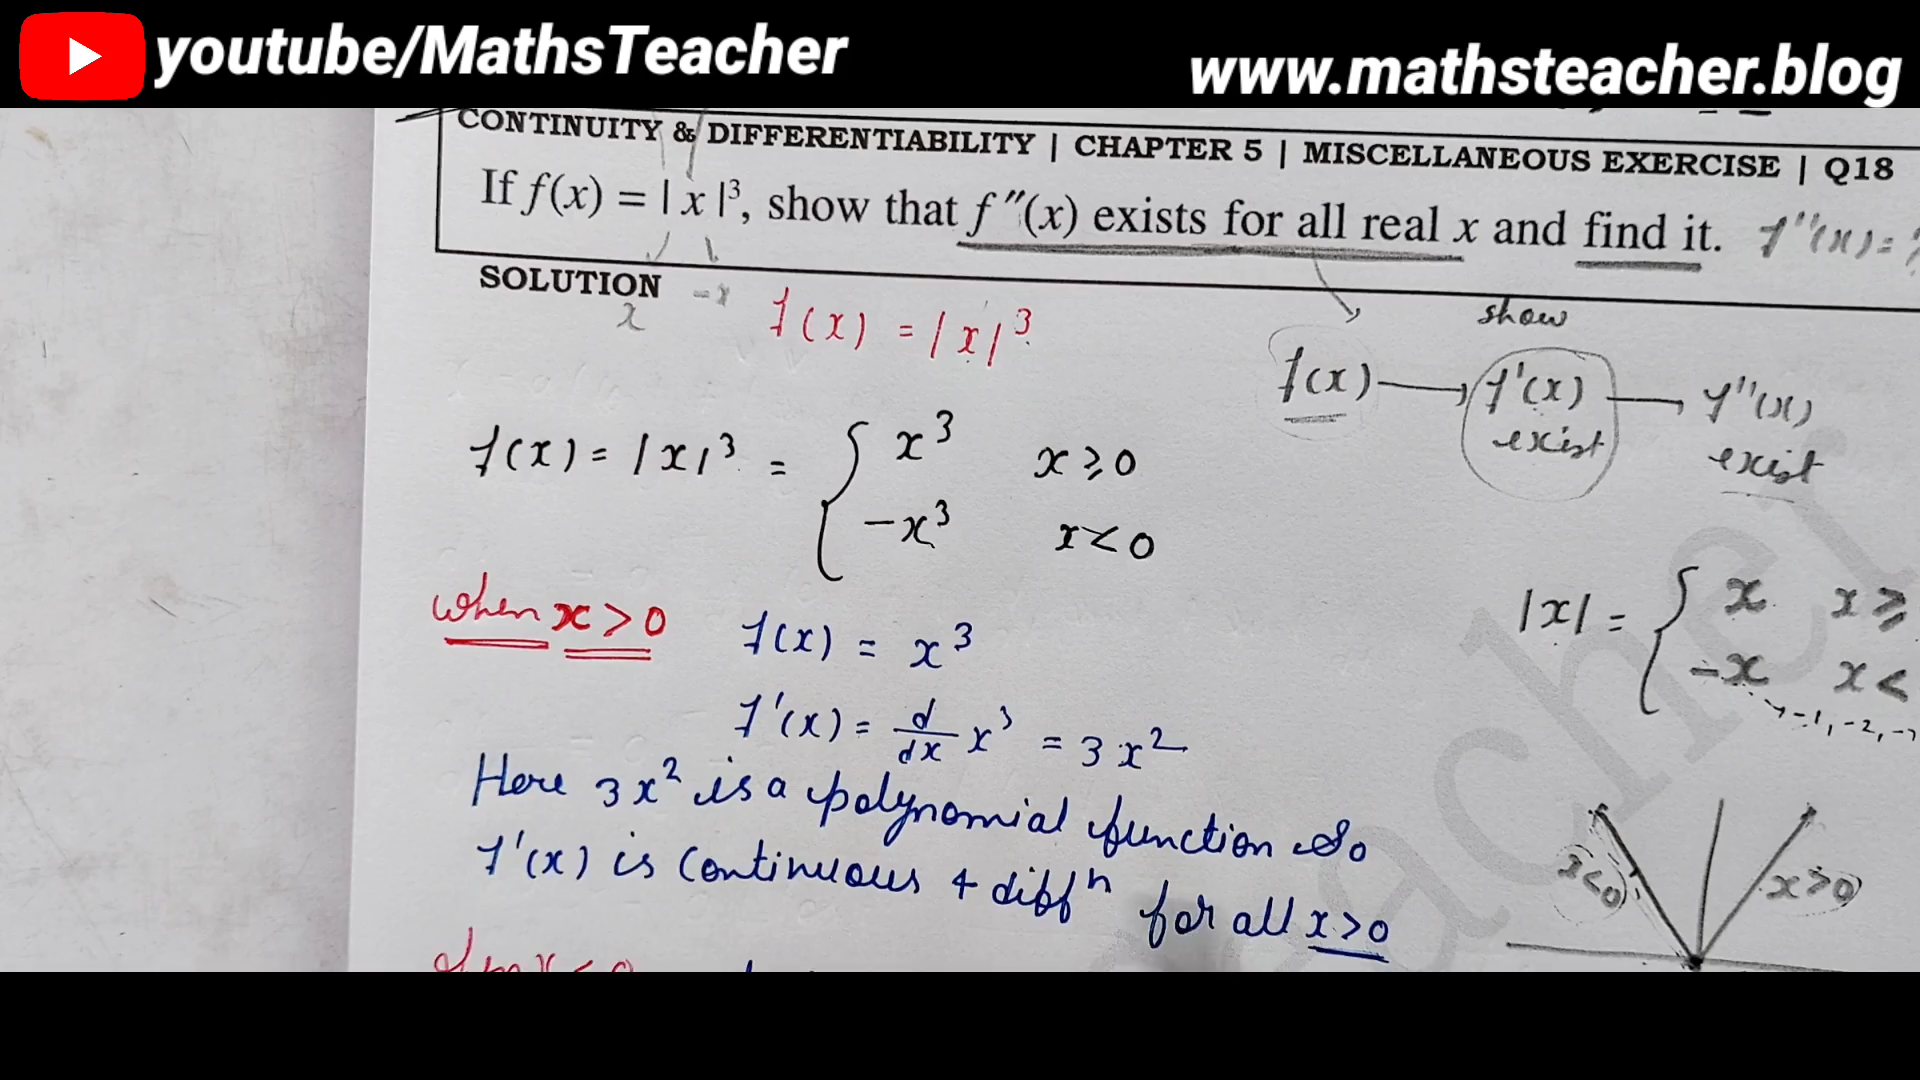 youtube/MathsTeacher
www.mathsteacher.blog
CONTINUITY & DIFFERENTIABILITY | CHAPTER 5 | MISCELLANEOUS EXERCISE | Q18
If f(x) = | x |³, show that f″(x) exists for all real x and find it. f''(x) = ?
SOLUTION
x -x
f(x) = |x|³
show
f(x) → f'(x) → f''(x)
exist exist
f(x) = |x|³ = { x³ x ≥ 0
-x³ x < 0
|x| = { x x ≥
-x x <
-1, -2, -
when x > 0
f(x) = x³
f'(x) = d/dx x³ = 3x²
Here 3x² is a polynomial function So
f'(x) is continuous & diffⁿ for all x > 0
x<0 x>0